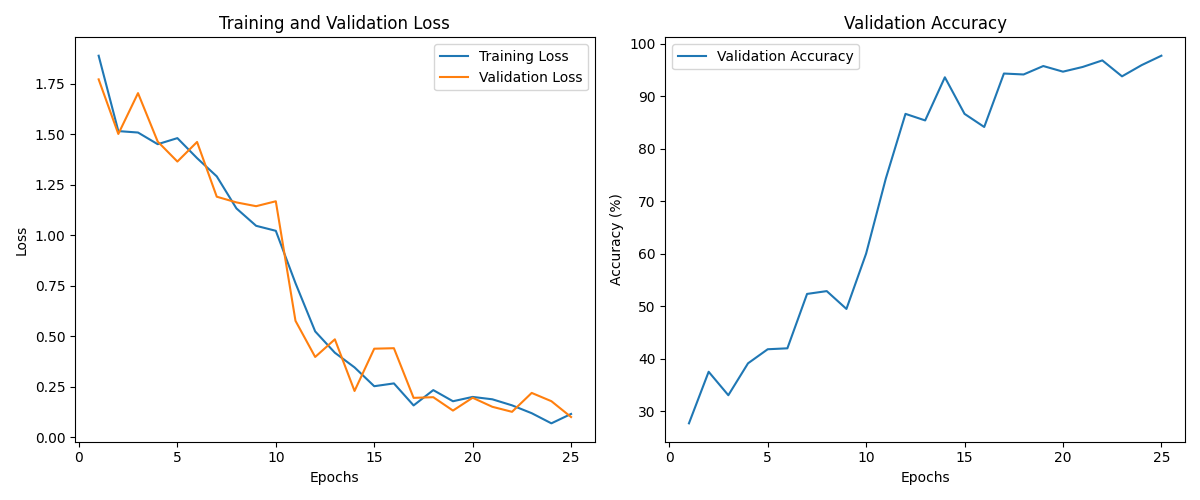 Training and Validation Loss
Training Loss
Validation Loss
1.75
1.50
1.25
1.00
0.75
0.50
0.25
0.00
Loss
0 5 10 15 20 25
Epochs
Validation Accuracy
Validation Accuracy
100
90
80
70
60
50
40
30
Accuracy (%)
0 5 10 15 20 25
Epochs